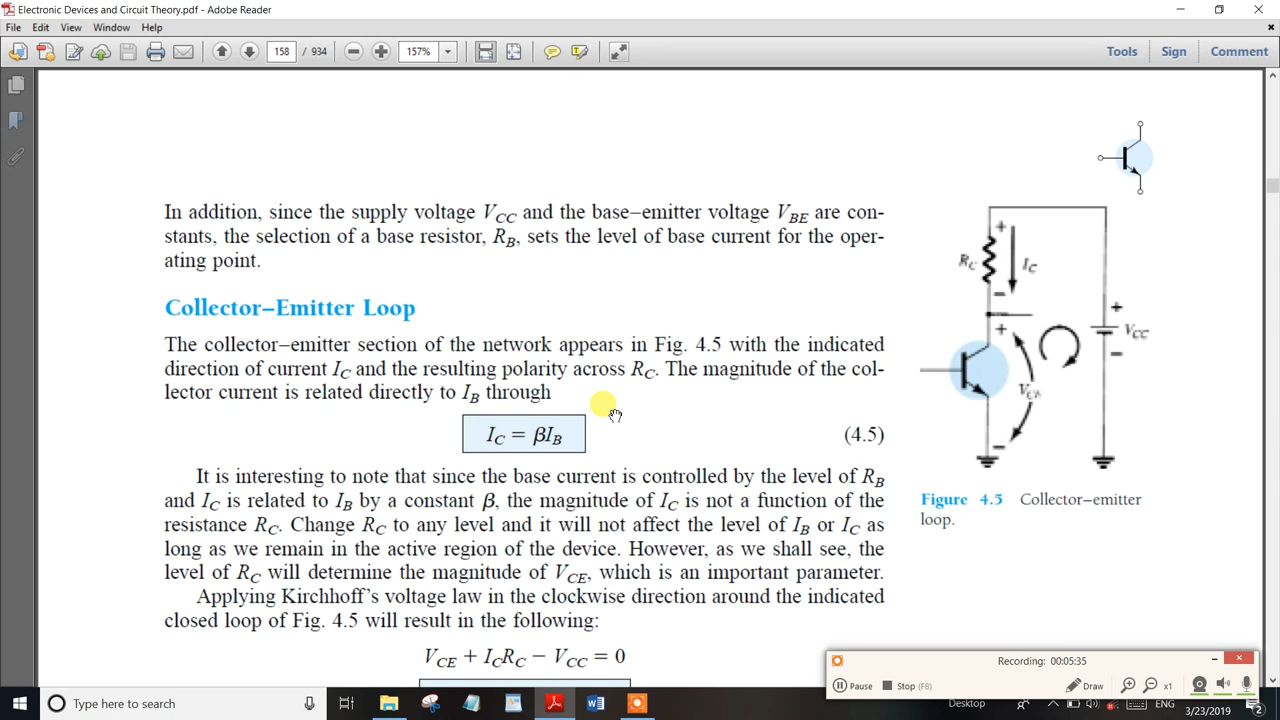 Electronic Devices and Circuit Theory.pdf - Adobe Reader
File Edit View Window Help
158 / 934 157% Tools Sign Comment
In addition, since the supply voltage V_CC and the base–emitter voltage V_BE are con-
stants, the selection of a base resistor, R_B, sets the level of base current for the oper-
ating point.
Collector–Emitter Loop
The collector–emitter section of the network appears in Fig. 4.5 with the indicated
direction of current I_C and the resulting polarity across R_C. The magnitude of the col-
lector current is related directly to I_B through
I_C = βI_B (4.5)
It is interesting to note that since the base current is controlled by the level of R_B
and I_C is related to I_B by a constant β, the magnitude of I_C is not a function of the
resistance R_C. Change R_C to any level and it will not affect the level of I_B or I_C as
long as we remain in the active region of the device. However, as we shall see, the
level of R_C will determine the magnitude of V_CE, which is an important parameter.
Applying Kirchhoff's voltage law in the clockwise direction around the indicated
closed loop of Fig. 4.5 will result in the following:
V_CE + I_CR_C − V_CC = 0
+
R_C I_C
−
+ +
V_CC
−
−
Figure 4.5 Collector–emitter
loop.
Recording: 00:05:35
Pause Stop (F8) Draw x1
Type here to search
Desktop ENG
3/23/2019 2